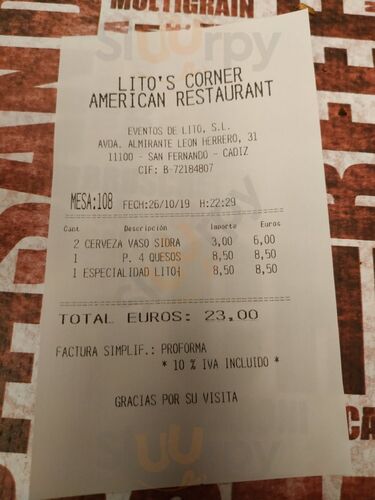 MULTIGRAIN
Slurrpy
LITO'S CORNER
AMERICAN RESTAURANT
EVENTOS DE LITO, S.L.
AVDA. ALMIRANTE LEON HERRERO, 31
11100 - SAN FERNANDO - CADIZ
CIF: B-72184807
MESA:108 FECH:26/10/19 H:22:29
Cant Descripción Importe Euros
2 CERVEZA VASO SIDRA 3,00 6,00
1 P. 4 QUESOS 8,50 8,50
1 ESPECIALIDAD LITO 8,50 8,50
TOTAL EUROS: 23,00
FACTURA SIMPLIF.: PROFORMA
* 10 % IVA INCLUIDO *
GRACIAS POR SU VISITA